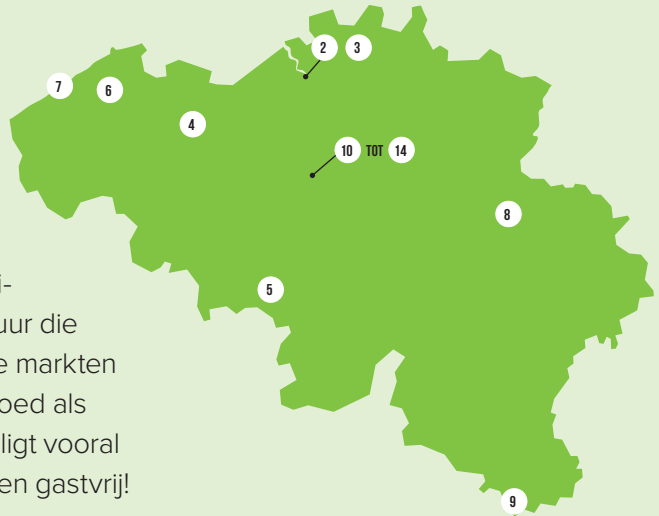 2 3
7
6
4
10 TOT 14
8
5
i-
uur die
e markten
oed als
ligt vooral
en gastvrij!
9